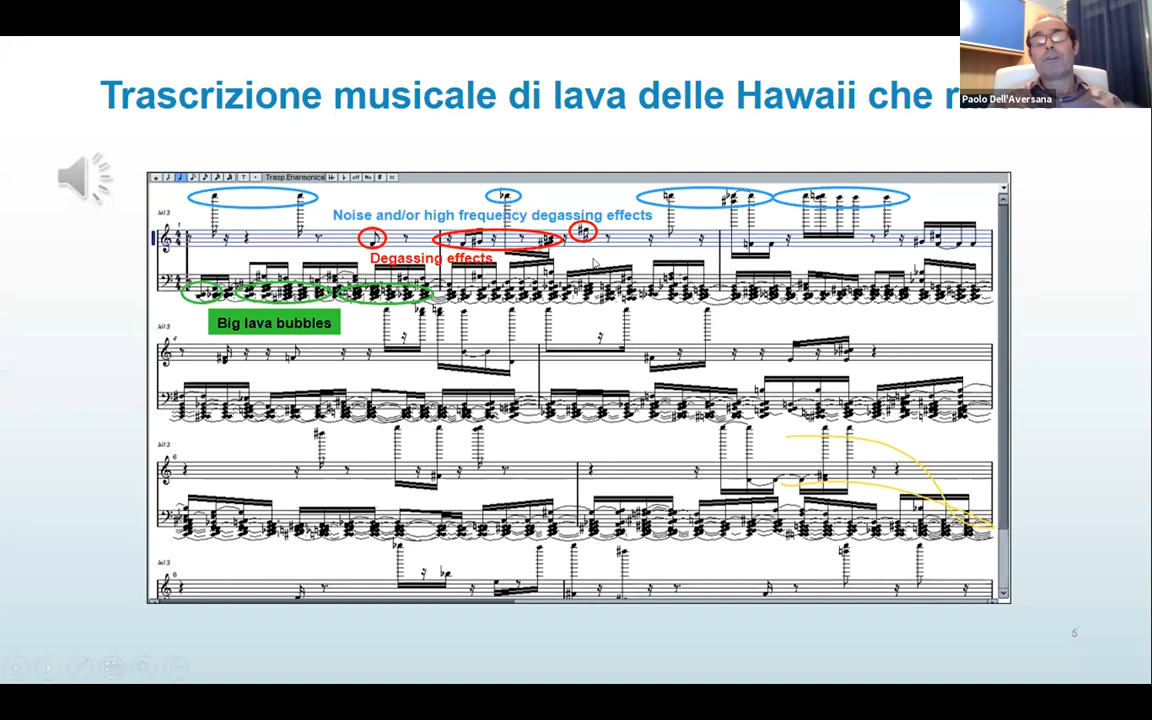 Trascrizione musicale di lava delle Hawaii che
Paolo Dell'Aversana
Trasp.Enarmonica
Noise and/or high frequency degassing effects
Degassing effects
Big lava bubbles
5